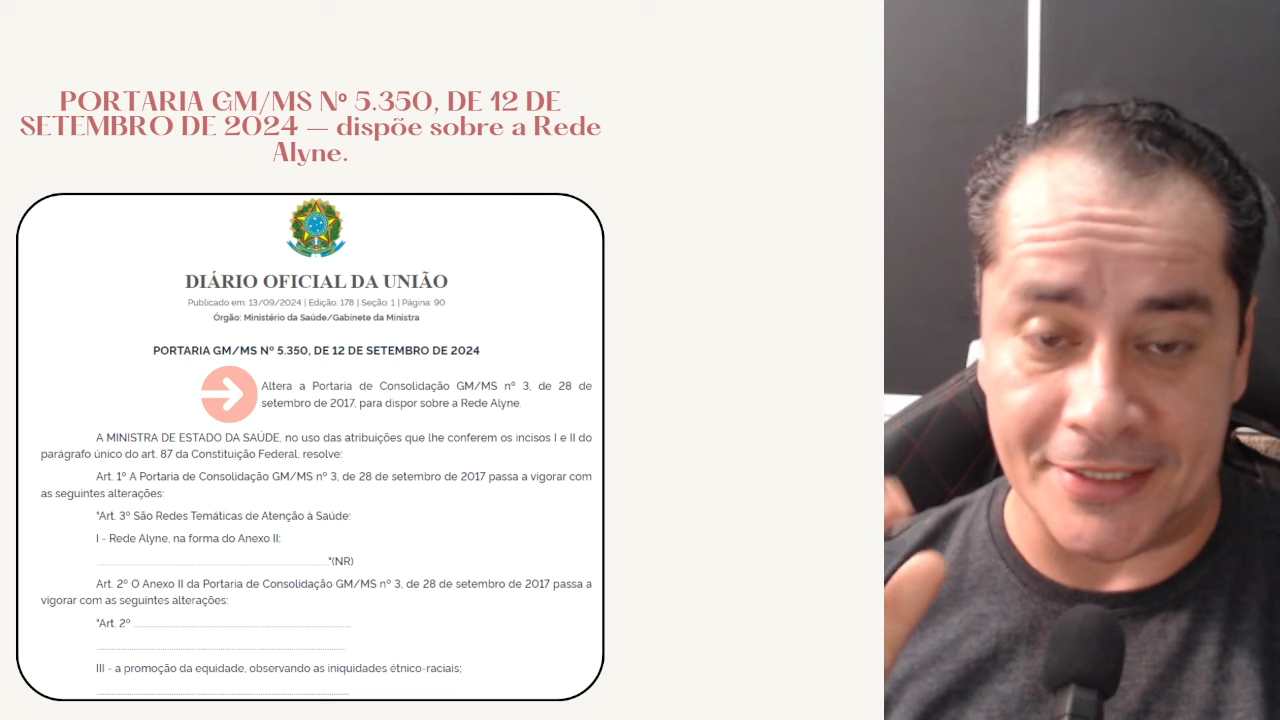 PORTARIA GM/MS Nº 5.350, DE 12 DE
SETEMBRO DE 2024 – dispõe sobre a Rede
Alyne.
DIÁRIO OFICIAL DA UNIÃO
Publicado em: 13/09/2024 | Edição: 178 | Seção: 1 | Página: 90
Órgão: Ministério da Saúde/Gabinete da Ministra
PORTARIA GM/MS Nº 5.350, DE 12 DE SETEMBRO DE 2024
Altera a Portaria de Consolidação GM/MS nº 3, de 28 de
setembro de 2017, para dispor sobre a Rede Alyne.
A MINISTRA DE ESTADO DA SAÚDE, no uso das atribuições que lhe conferem os incisos I e II do
parágrafo único do art. 87 da Constituição Federal, resolve:
Art. 1º A Portaria de Consolidação GM/MS nº 3, de 28 de setembro de 2017 passa a vigorar com
as seguintes alterações:
"Art. 3º São Redes Temáticas de Atenção à Saúde:
I - Rede Alyne, na forma do Anexo II;
..............................................................................."(NR)
Art. 2º O Anexo II da Portaria de Consolidação GM/MS nº 3, de 28 de setembro de 2017 passa a
vigorar com as seguintes alterações:
"Art. 2º .........................................................................
....................................................................................
III - a promoção da equidade, observando as iniquidades étnico-raciais;
.....................................................................................